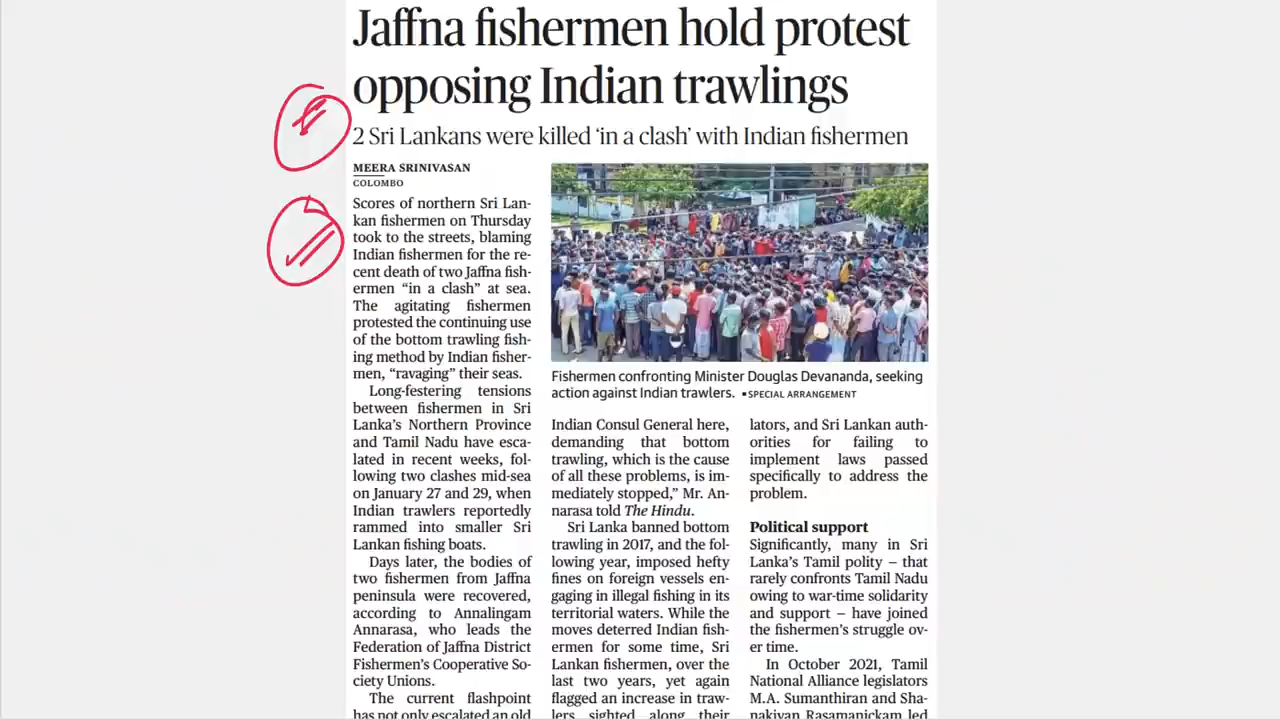 Jaffna fishermen hold protest
opposing Indian trawlings
2 Sri Lankans were killed ‘in a clash’ with Indian fishermen
MEERA SRINIVASAN
COLOMBO
Scores of northern Sri Lan-
kan fishermen on Thursday
took to the streets, blaming
Indian fishermen for the re-
cent death of two Jaffna fish-
ermen “in a clash” at sea.
The agitating fishermen
protested the continuing use
of the bottom trawling fish-
ing method by Indian fisher-
men, “ravaging” their seas.
Long-festering tensions
between fishermen in Sri
Lanka’s Northern Province
and Tamil Nadu have esca-
lated in recent weeks, fol-
lowing two clashes mid-sea
on January 27 and 29, when
Indian trawlers reportedly
rammed into smaller Sri
Lankan fishing boats.
Days later, the bodies of
two fishermen from Jaffna
peninsula were recovered,
according to Annalingam
Annarasa, who leads the
Federation of Jaffna District
Fishermen’s Cooperative So-
ciety Unions.
The current flashpoint
has not only escalated an old
Fishermen confronting Minister Douglas Devananda, seeking
action against Indian trawlers. ▪SPECIAL ARRANGEMENT
Indian Consul General here,
demanding that bottom
trawling, which is the cause
of all these problems, is im-
mediately stopped,” Mr. An-
narasa told The Hindu.
Sri Lanka banned bottom
trawling in 2017, and the fol-
lowing year, imposed hefty
fines on foreign vessels en-
gaging in illegal fishing in its
territorial waters. While the
moves deterred Indian fish-
ermen for some time, Sri
Lankan fishermen, over the
last two years, yet again
flagged an increase in traw-
lers sighted along their
lators, and Sri Lankan auth-
orities for failing to
implement laws passed
specifically to address the
problem.
Political support
Significantly, many in Sri
Lanka’s Tamil polity – that
rarely confronts Tamil Nadu
owing to war-time solidarity
and support – have joined
the fishermen’s struggle ov-
er time.
In October 2021, Tamil
National Alliance legislators
M.A. Sumanthiran and Sha-
nakiyan Rasamanickam led